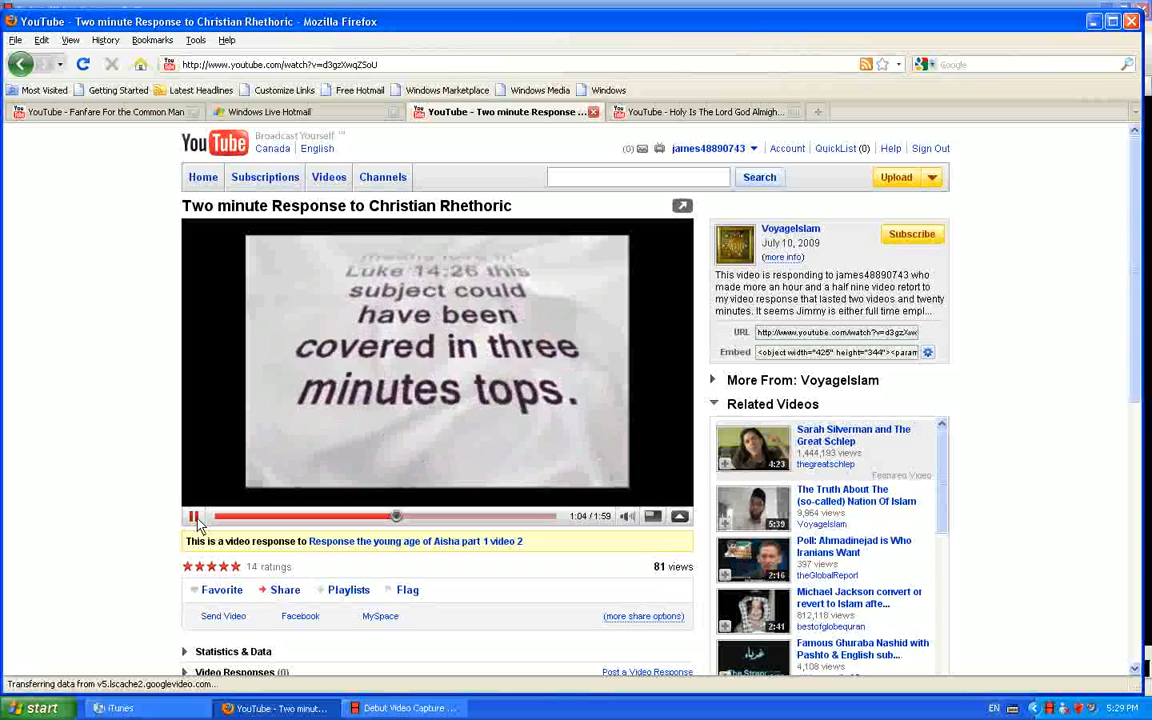 YouTube - Two minute Response to Christian Rhethoric - Mozilla Firefox
File Edit View History Bookmarks Tools Help
http://www.youtube.com/watch?v=d3gzXwqZSoU
Google
Most Visited Getting Started Latest Headlines Customize Links Free Hotmail Windows Marketplace Windows Media Windows
YouTube - Fanfare For the Common Man Windows Live Hotmail YouTube - Two minute Response ... YouTube - Holy Is The Lord God Almigh...
YouTube Broadcast Yourself ™
Canada English
(0) james48890743 Account QuickList (0) Help Sign Out
Home Subscriptions Videos Channels Search Upload
Two minute Response to Christian Rhethoric
Luke 14:26 this
subject could
have been
covered in three
minutes tops.
1:04 / 1:59
This is a video response to Response the young age of Aisha part 1 video 2
14 ratings 81 views
Favorite Share Playlists Flag
Send Video Facebook MySpace (more share options)
Statistics & Data
Video Responses (0) Post a Video Response
VoyageIslam
July 10, 2009
(more info)
Subscribe
This video is responding to james48890743 who
made more an hour and a half nine video retort to
my video response that lasted two videos and twenty
minutes. It seems Jimmy is either full time empl...
URL http://www.youtube.com/watch?v=d3gzXw
Embed <object width="425" height="344"><param
More From: VoyageIslam
Related Videos
Sarah Silverman and The
Great Schlep
1,444,193 views
thegreatschlep
Featured Video
4:23
The Truth About The
(so-called) Nation Of Islam
9,964 views
VoyageIslam
5:39
Poll: Ahmadinejad is Who
Iranians Want
397 views
theGlobalReport
2:16
Michael Jackson convert or
revert to Islam afte...
812,118 views
bestofglobequran
2:41
Famous Ghuraba Nashid with
Pashto & English sub...
4,108 views
غرباء
Transferring data from v5.lscache2.googlevideo.com...
start iTunes YouTube - Two minut... Debut Video Capture ... EN 5:29 PM